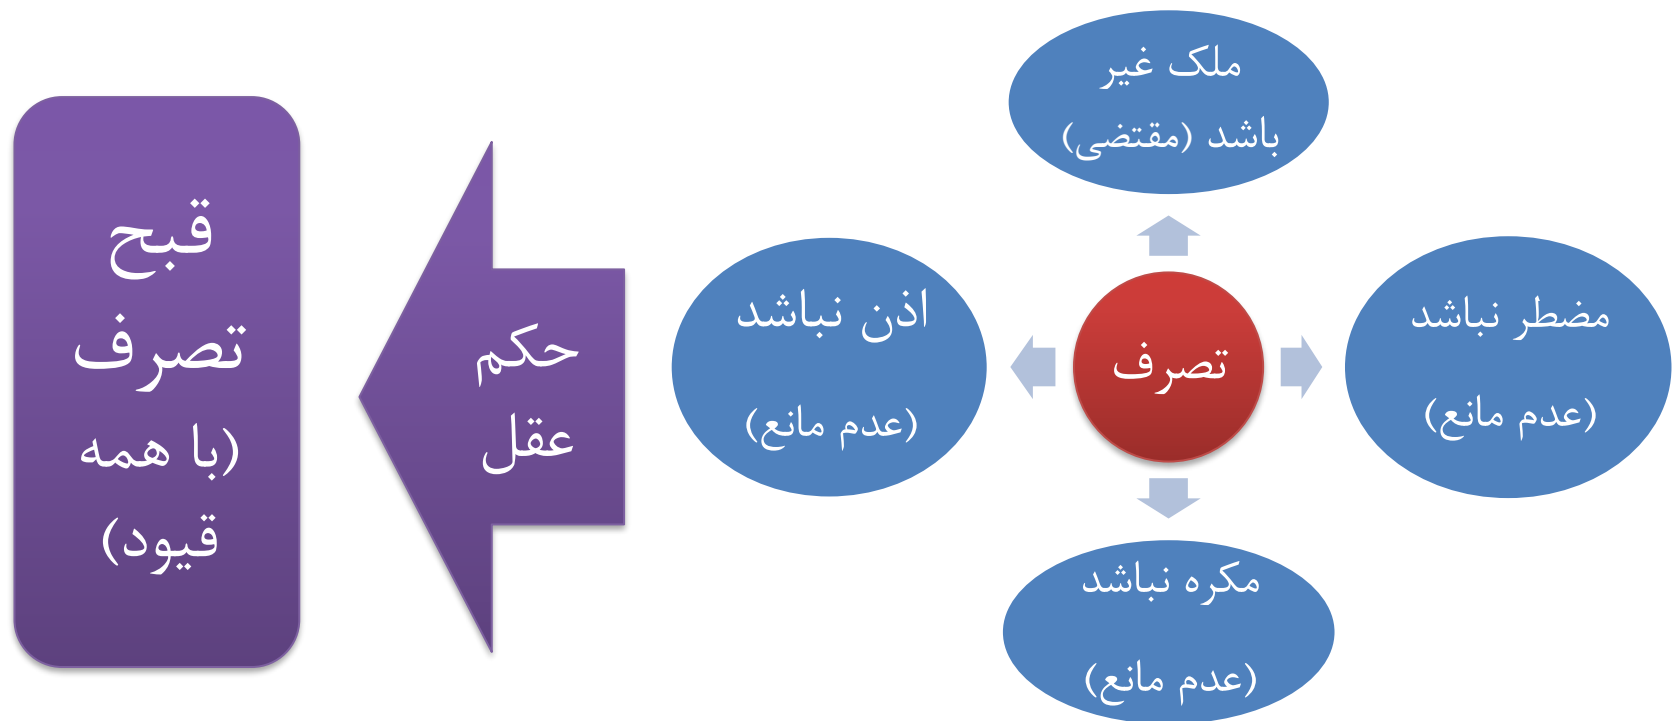 ملک غیر
باشد (مقتضی)
مضطر نباشد
(عدم مانع)
تصرف
اذن نباشد
(عدم مانع)
مکره نباشد
(عدم مانع)
حکم
عقل
قبح
تصرف
(با همه
قیود)